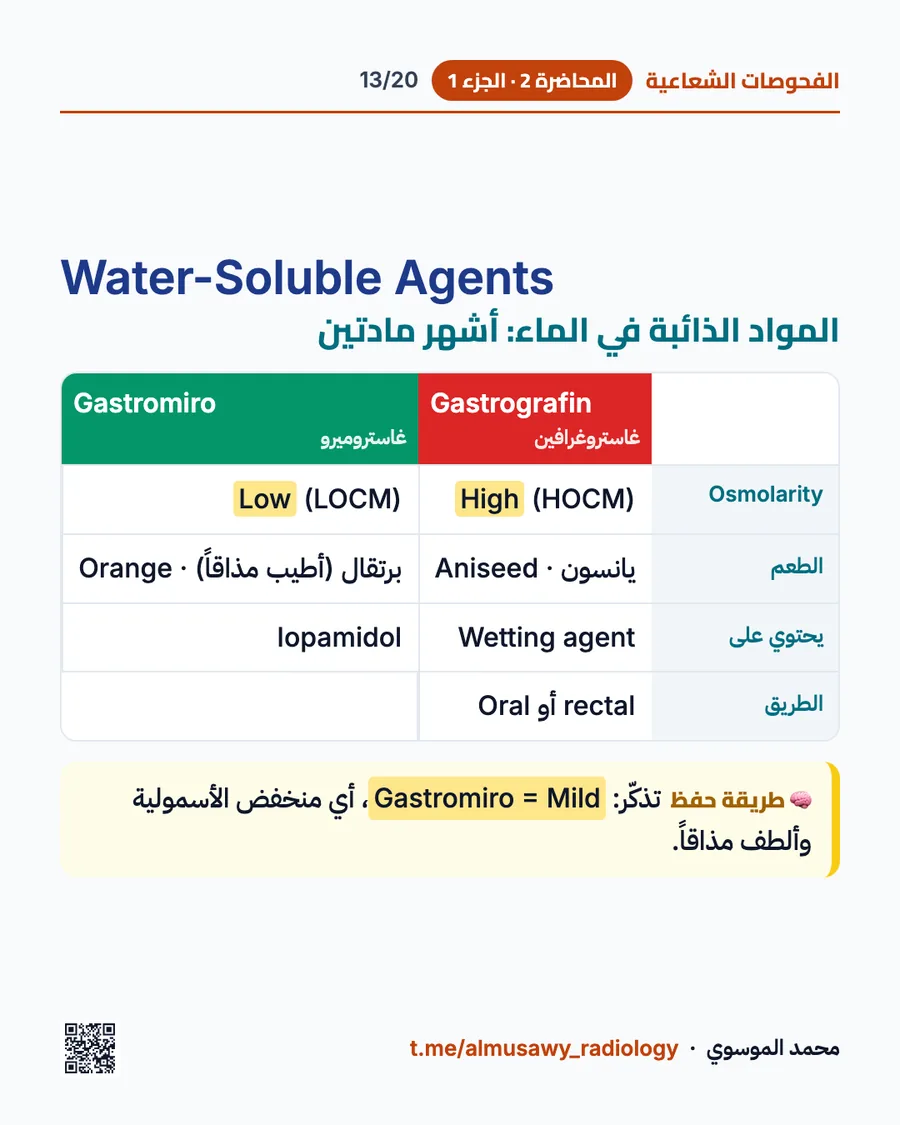 الفحوصات الشعاعية المحاضرة 2 · الجزء 1 13/20
Water-Soluble Agents
المواد الذائبة في الماء: أشهر مادتين
Gastrografin Gastromiro
غاستروغرافين غاستروميرو
Osmolarity High (HOCM) Low (LOCM)
الطعم يانسون · Aniseed برتقال (أطيب مذاقاً) · Orange
يحتوي على Wetting agent Iopamidol
الطريق Oral أو rectal
🧠 طريقة حفظ تذكّر: Gastromiro = Mild، أي منخفض الأسمولية
وألطف مذاقاً.
محمد الموسوي · t.me/almusawy_radiology